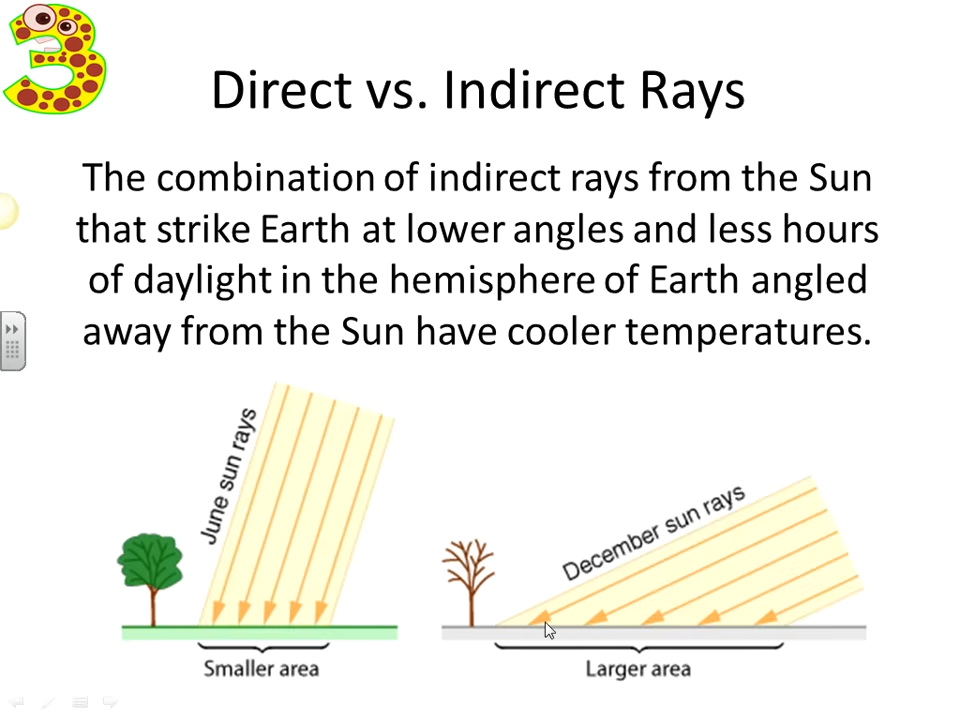 3
Direct vs. Indirect Rays
The combination of indirect rays from the Sun
that strike Earth at lower angles and less hours
of daylight in the hemisphere of Earth angled
away from the Sun have cooler temperatures.
June sun rays
December sun rays
Smaller area
Larger area